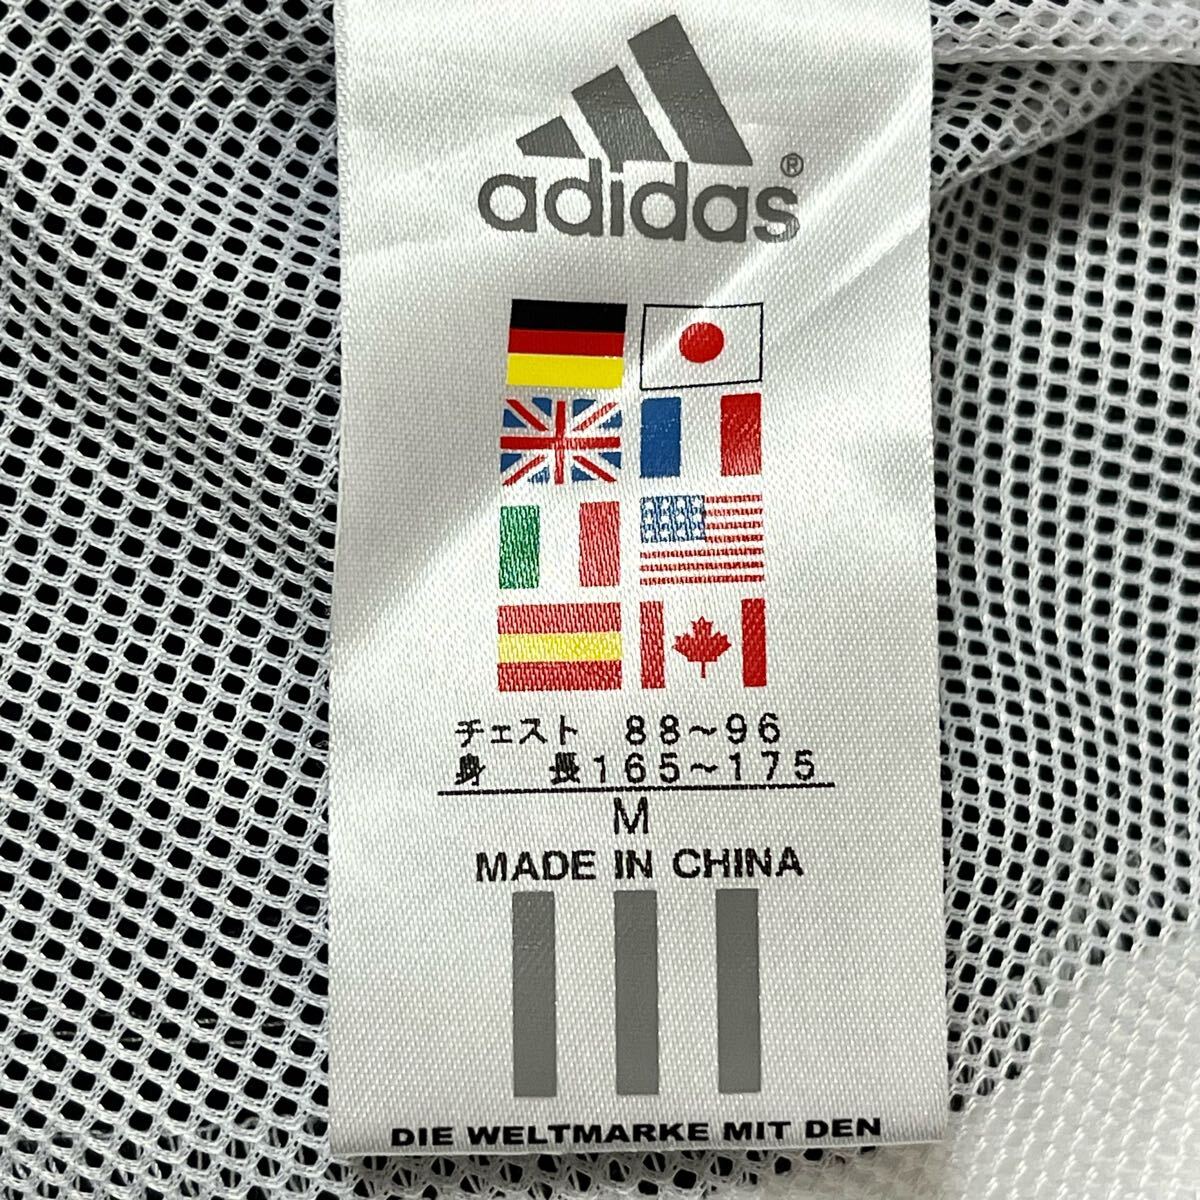 adidas®
チェスト 88~96
身 長165~175
M
MADE IN CHINA
DIE WELTMARKE MIT DEN